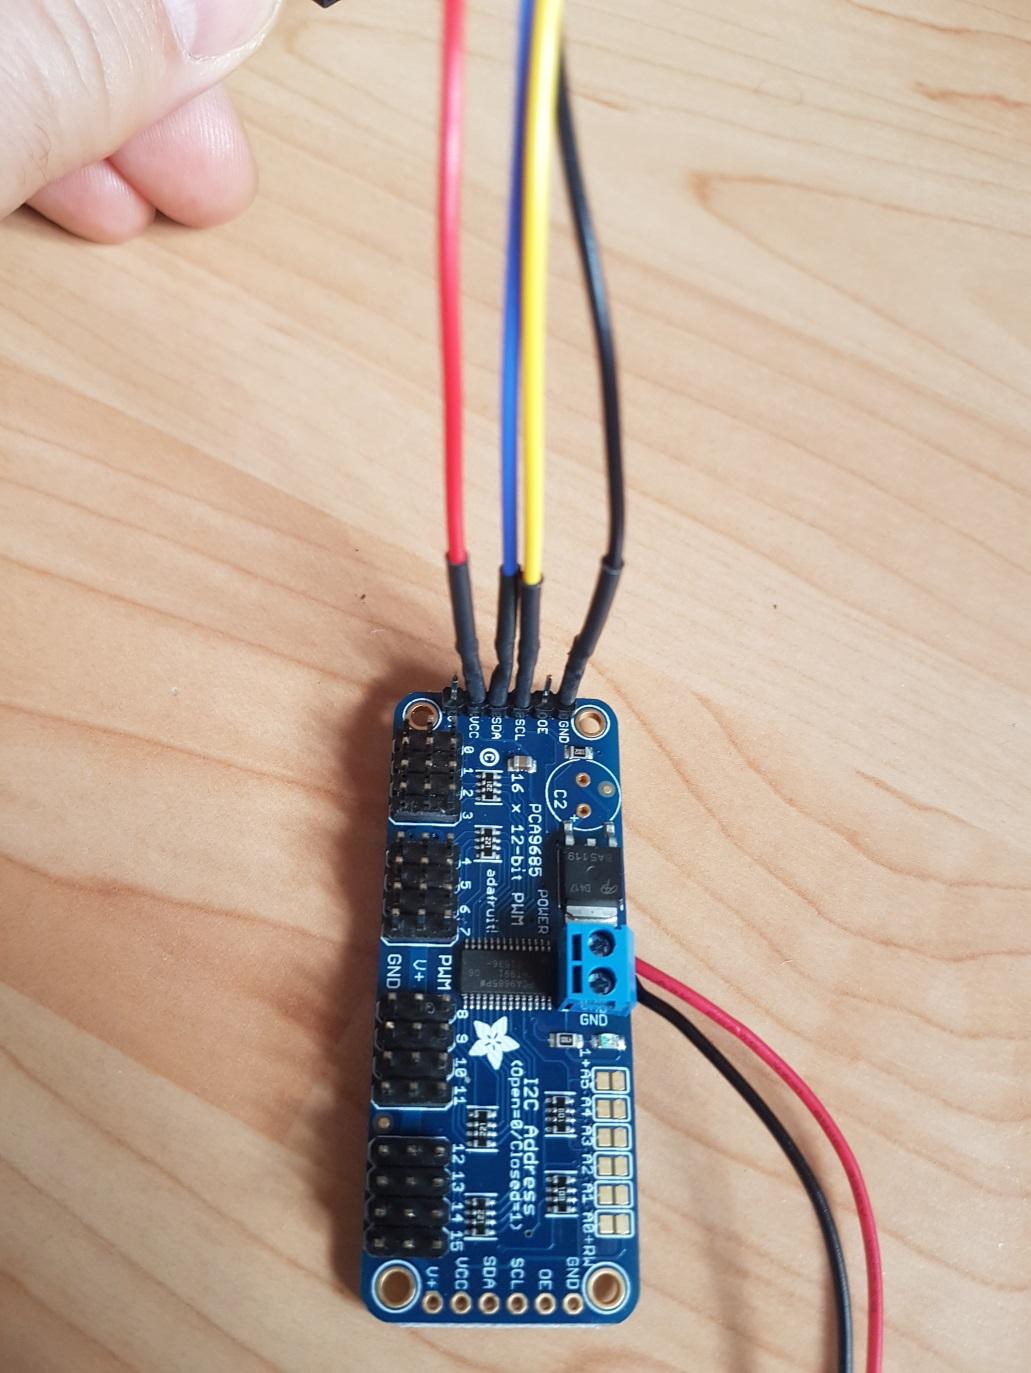 VCC
SDA
SCL
OE
GND
0
1
2
3
C2
+
16 x 12-bit PWM
PCA9685
adafruit!
POWER
4
5
6
7
GND
V+
PWM
8
9
10
11
GND
I2C Address
(Open=0/Closed=1)
A5
A4
A3
A2
A1
A0
12
13
14
15
V+
VCC
SDA
SCL
OE
GND